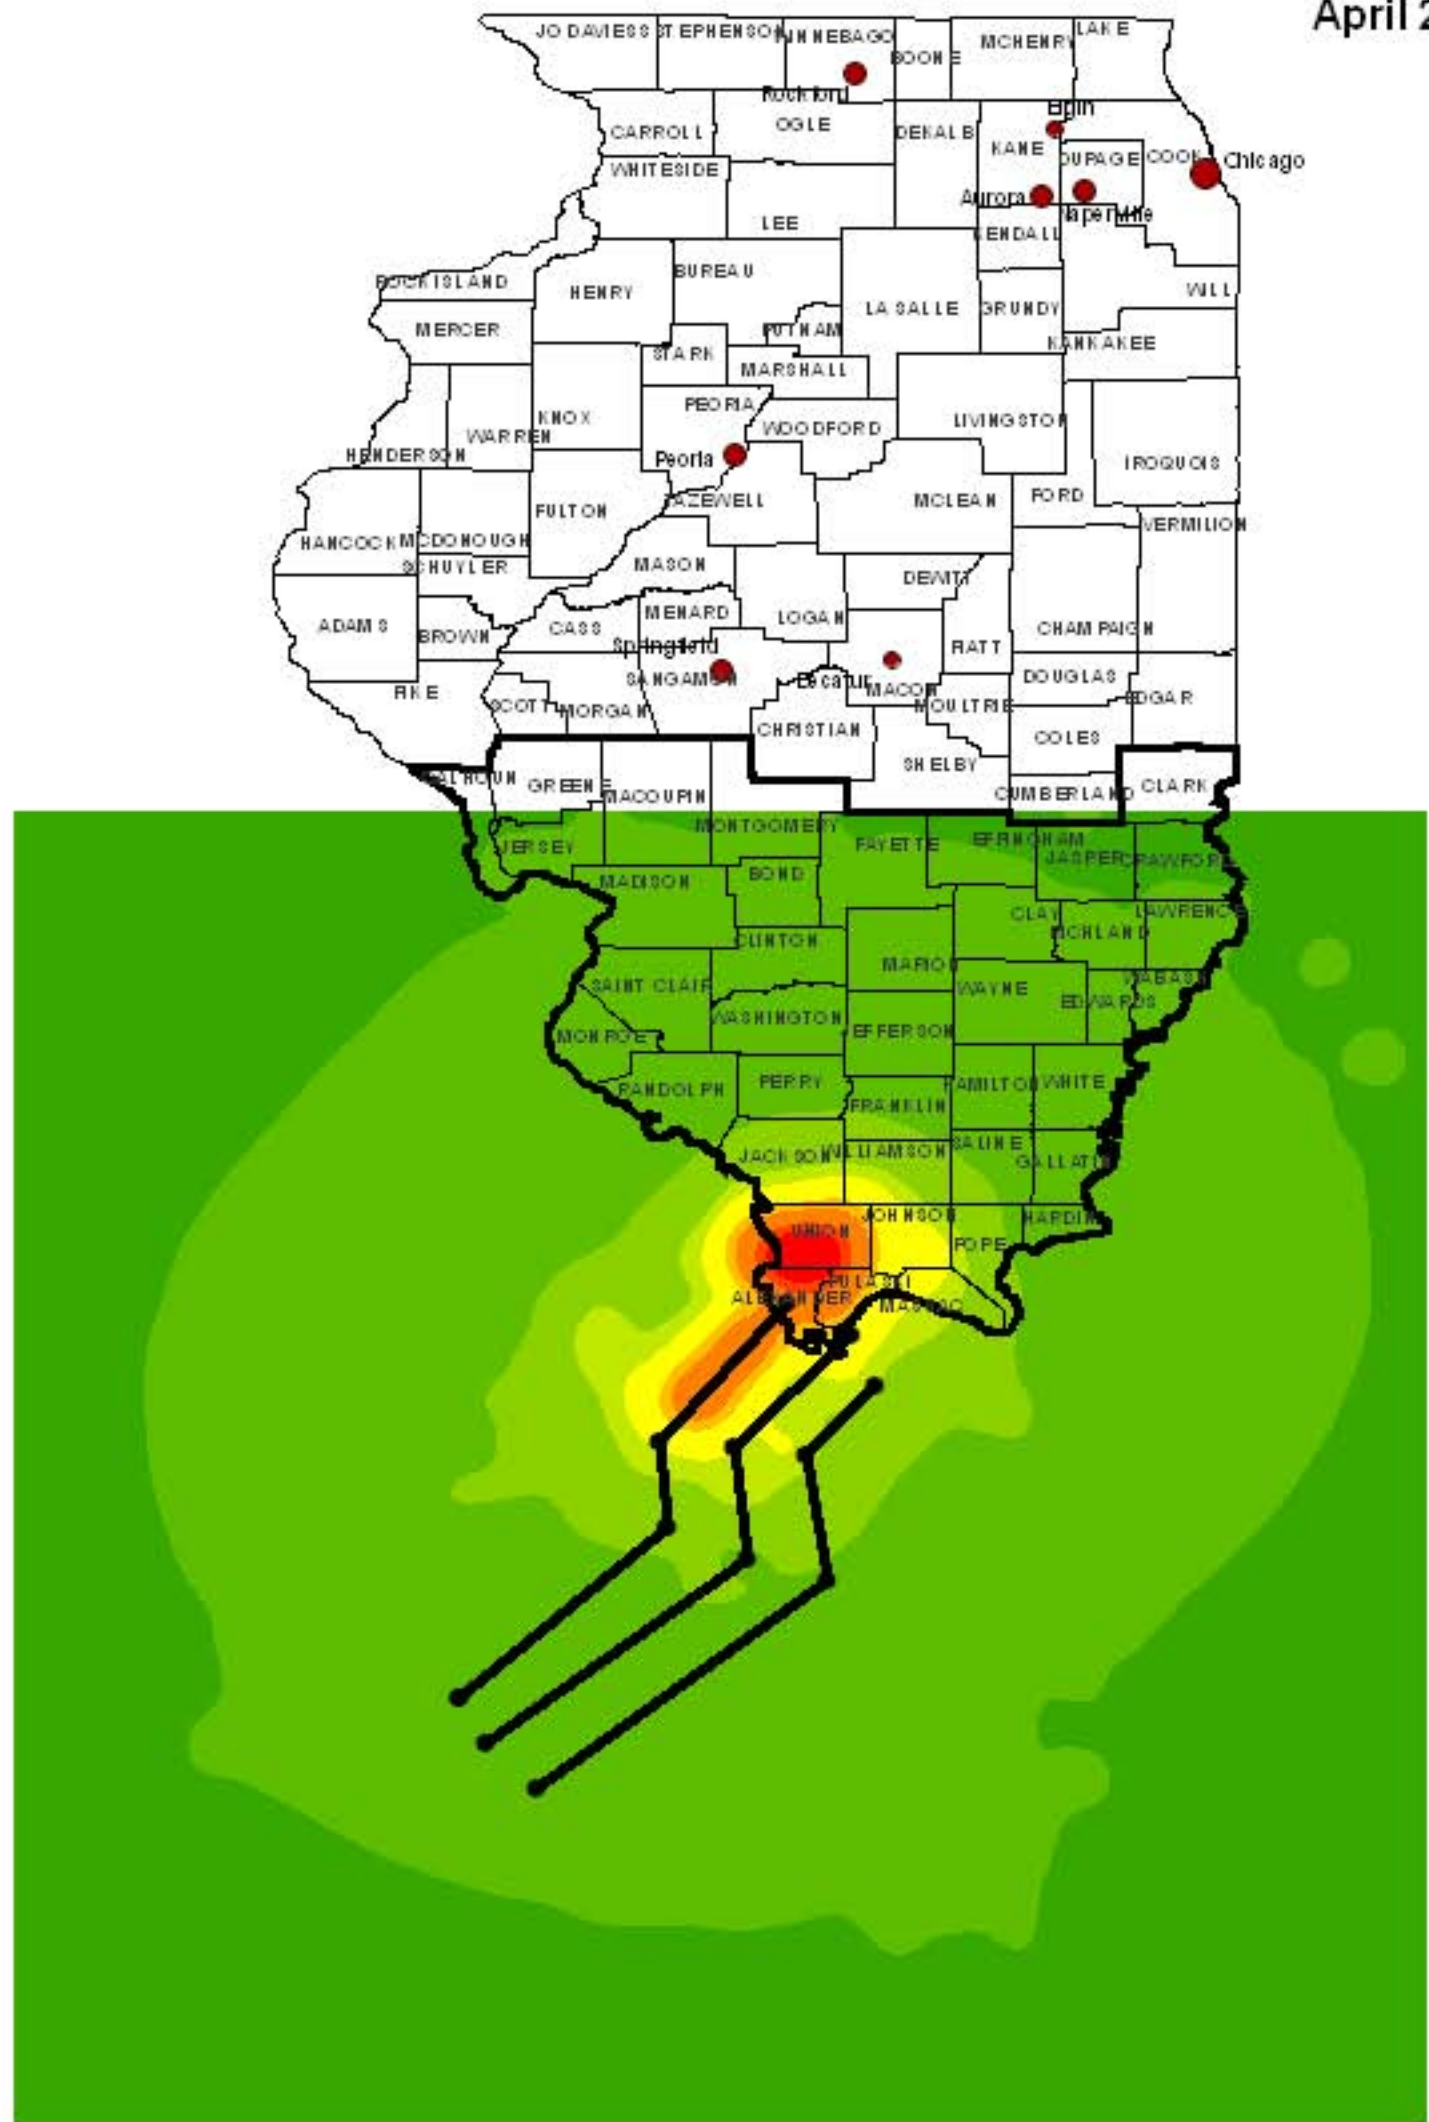 April 2
JO DAVIESS
STEPHENSON
WINNEBAGO
BOONE
MCHENRY
LAKE
Rockford
Elgin
CARROLL
OGLE
DEKALB
KANE
DUPAGE
COOK
Chicago
WHITESIDE
Aurora
Naperville
LEE
KENDALL
ROCK ISLAND
HENRY
BUREAU
LA SALLE
GRUNDY
WILL
MERCER
PUTNAM
KANKAKEE
STARK
MARSHALL
PEORIA
KNOX
WOODFORD
LIVINGSTON
WARREN
HENDERSON
Peoria
IROQUOIS
TAZEWELL
MCLEAN
FORD
FULTON
VERMILION
HANCOCK
MCDONOUGH
SCHUYLER
MASON
DEWITT
MENARD
LOGAN
ADAMS
BROWN
CASS
CHAMPAIGN
Springfield
PIATT
SANGAMON
Decatur
MACON
DOUGLAS
EDGAR
PIKE
SCOTT
MORGAN
MOULTRIE
CHRISTIAN
COLES
SHELBY
CALHOUN
GREENE
MACOUPIN
CUMBERLAND
CLARK
MONTGOMERY
JERSEY
FAYETTE
EFFINGHAM
JASPER
CRAWFORD
MADISON
BOND
CLAY
LAWRENCE
RICHLAND
CLINTON
MARION
SAINT CLAIR
WAYNE
WABASH
EDWARDS
WASHINGTON
JEFFERSON
MONROE
RANDOLPH
PERRY
HAMILTON
WHITE
FRANKLIN
JACKSON
WILLIAMSON
SALINE
GALLATIN
UNION
JOHNSON
HARDIN
POPE
PULASKI
ALEXANDER
MASSAC